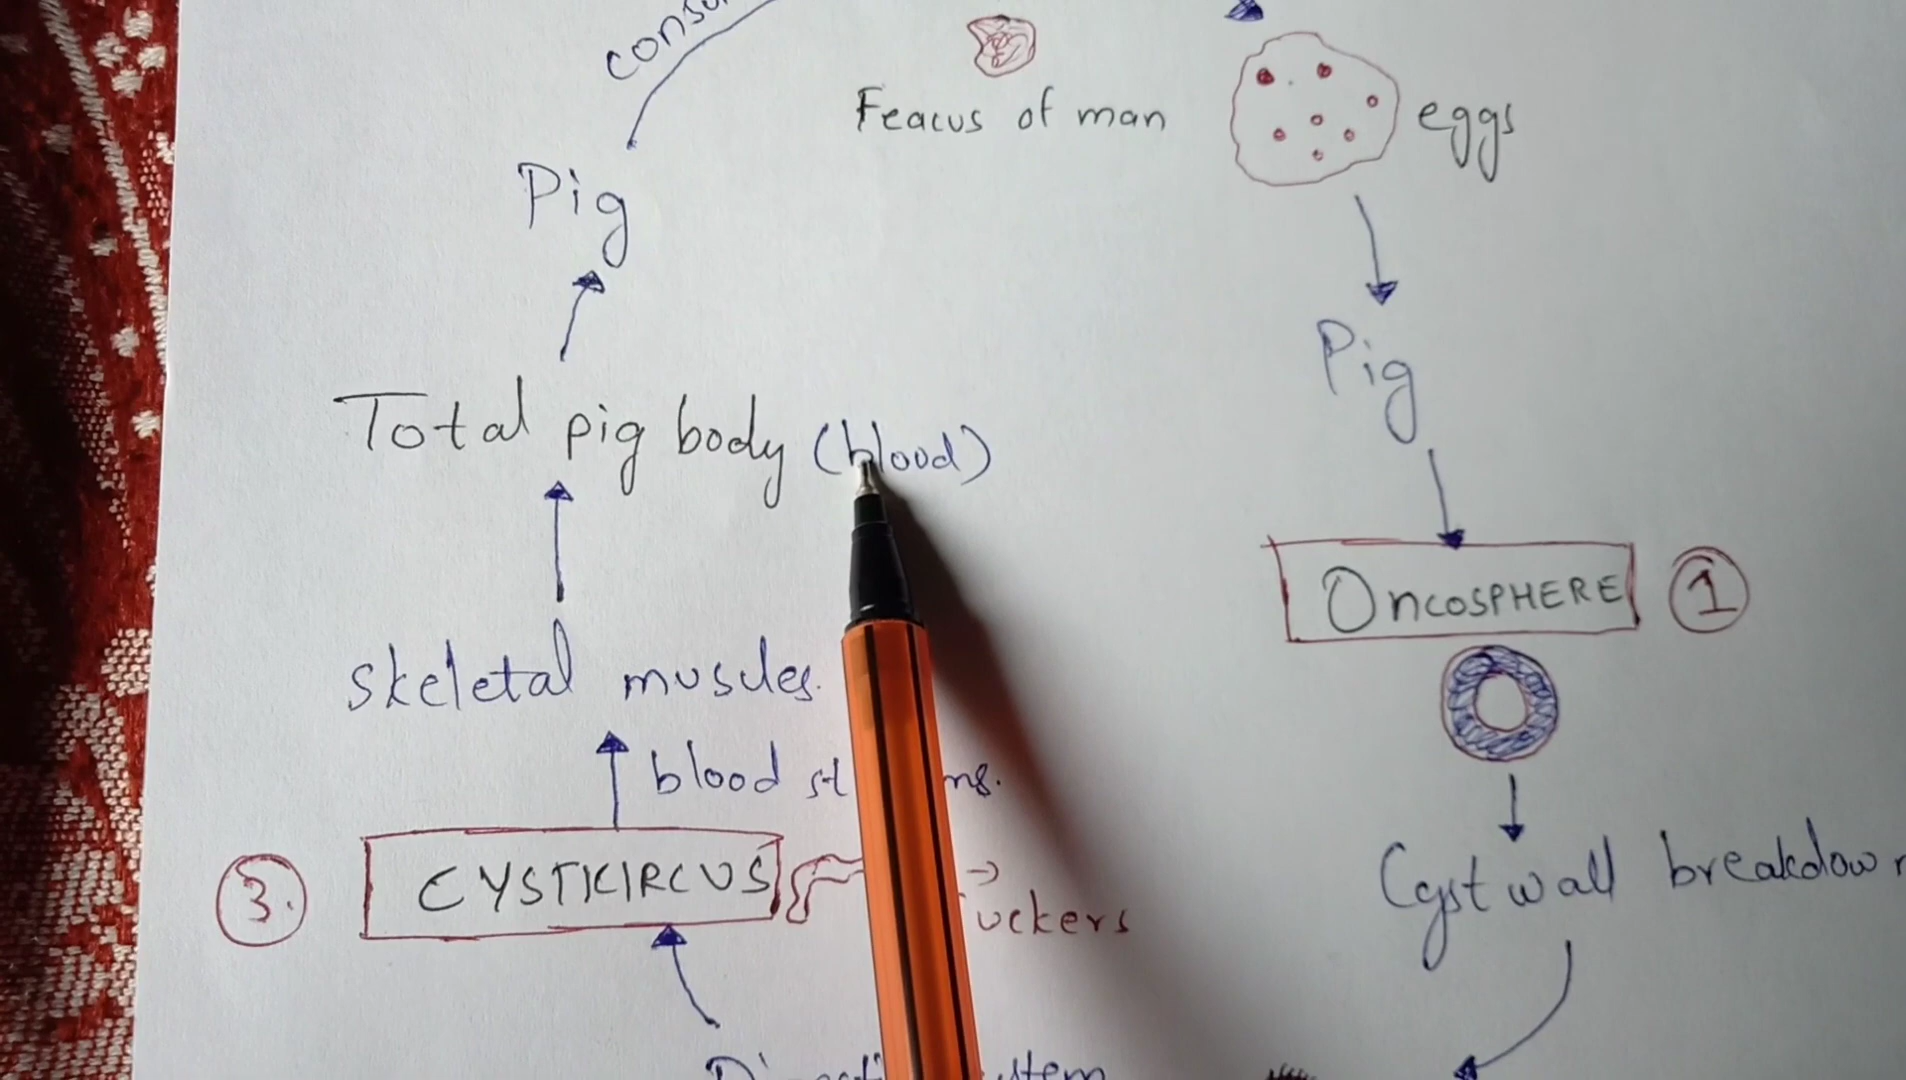 Feacus of man
eggs
Pig
Pig
Total pig body (blood)
ONCOSPHERE 1
skeletal muscles.
blood
CYSTICIRCUS
3.
Cyst wall breakdown